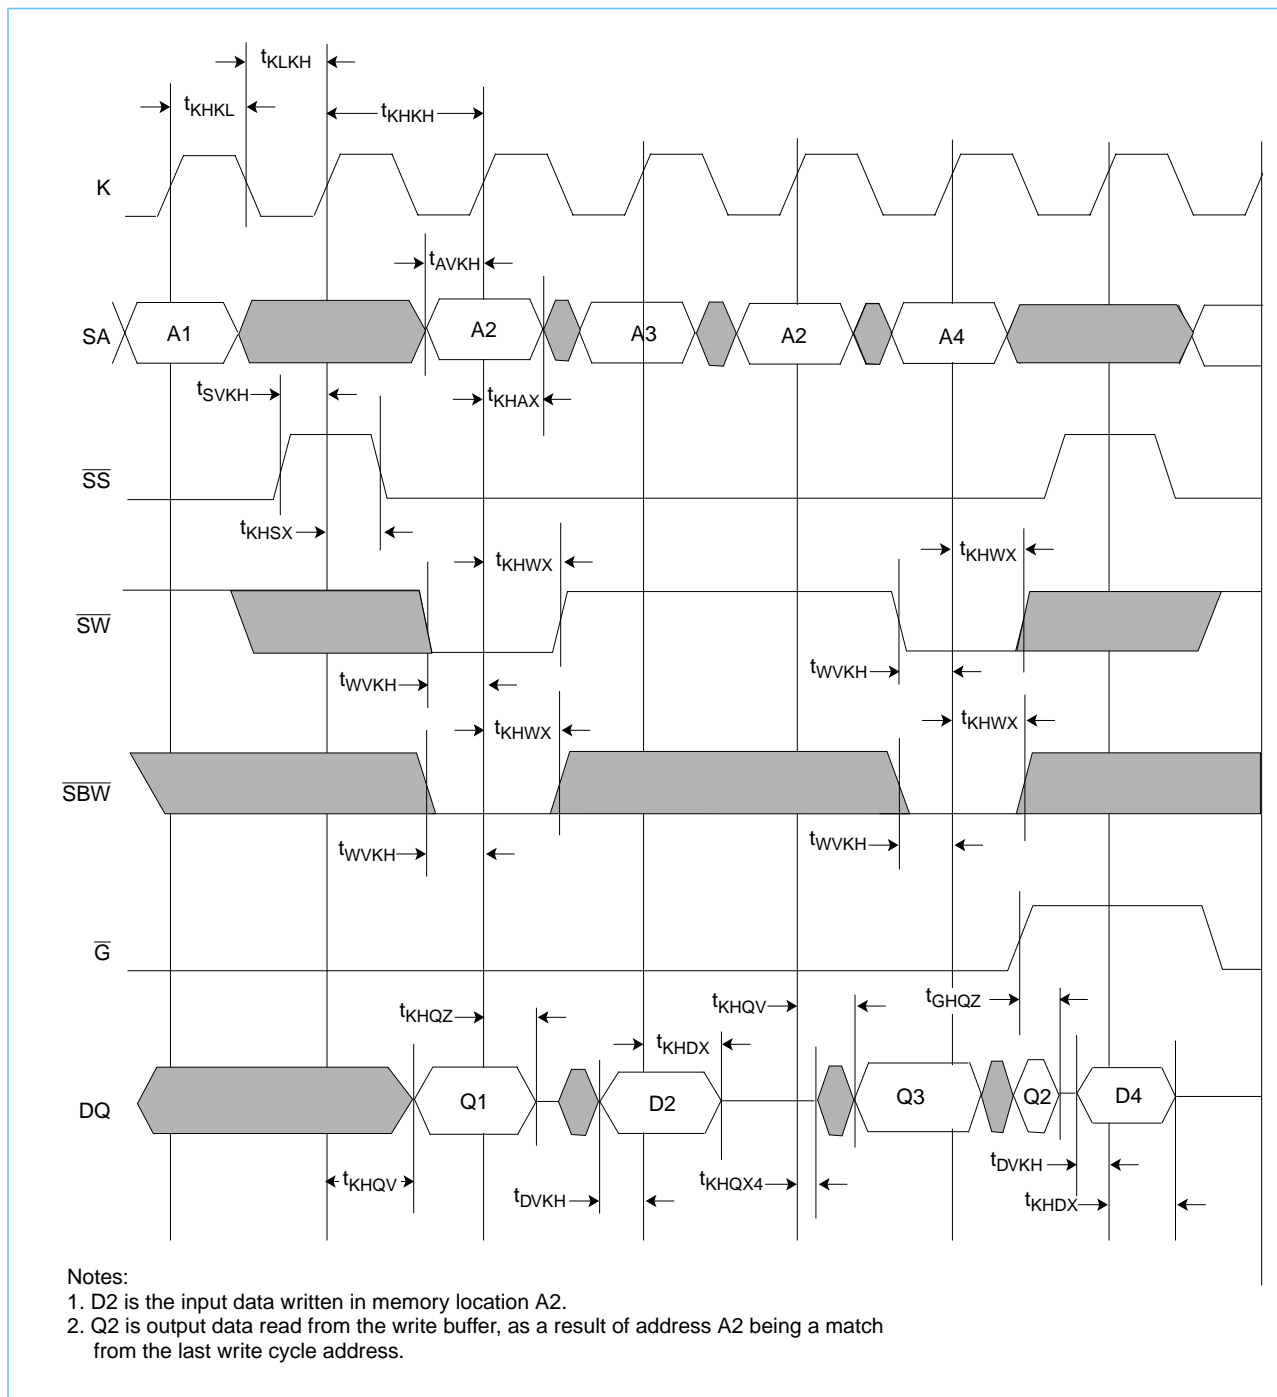 tKLKH
tKHKL
tKHKH
K
tAVKH
SA A1 A2 A3 A2 A4
tSVKH
tKHAX
SS
tKHSX
tKHWX tKHWX
SW
tWVKH tWVKH
tKHWX tKHWX
SBW
tWVKH tWVKH
G
tKHQZ tKHQV tGHQZ
tKHDX
DQ Q1 D2 Q3 Q2 D4
tKHQV tDVKH tKHQX4 tDVKH
tKHDX
Notes:
1. D2 is the input data written in memory location A2.
2. Q2 is output data read from the write buffer, as a result of address A2 being a match
from the last write cycle address.